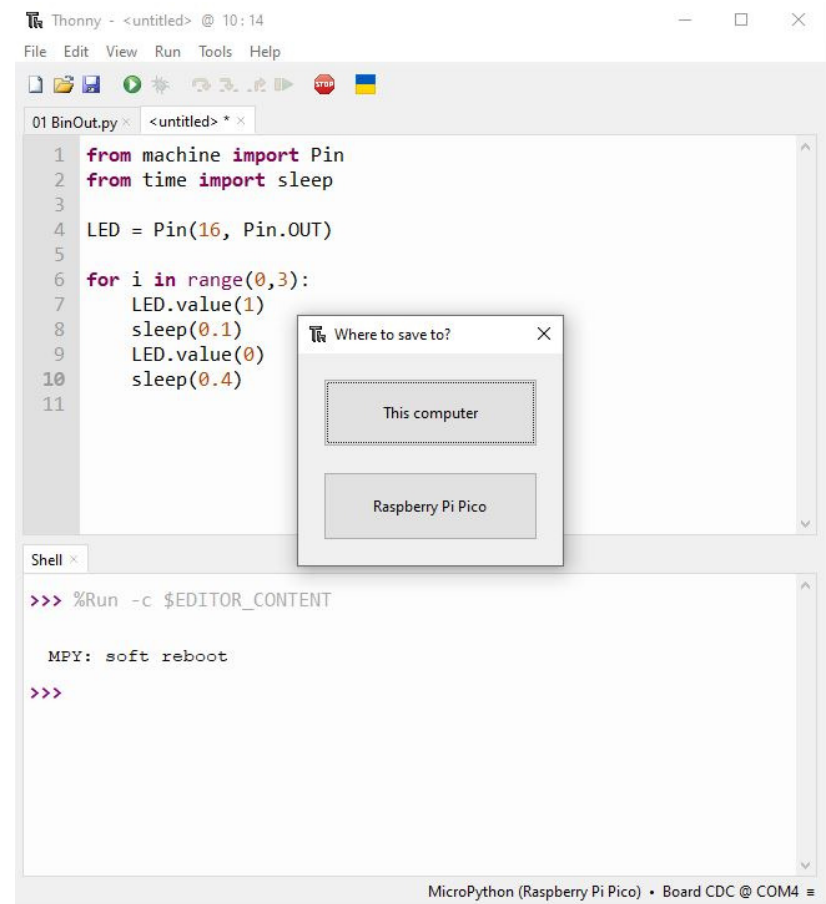 Thonny - <untitled> @ 10:14
File Edit View Run Tools Help
STOP
01 BinOut.py × <untitled> * ×
1 from machine import Pin
2 from time import sleep
3
4 LED = Pin(16, Pin.OUT)
5
6 for i in range(0,3):
7     LED.value(1)
8     sleep(0.1)
9     LED.value(0)
10     sleep(0.4)
11
Where to save to?
This computer
Raspberry Pi Pico
Shell ×
>>> %Run -c $EDITOR_CONTENT
MPY: soft reboot
>>>
MicroPython (Raspberry Pi Pico) • Board CDC @ COM4 ≡